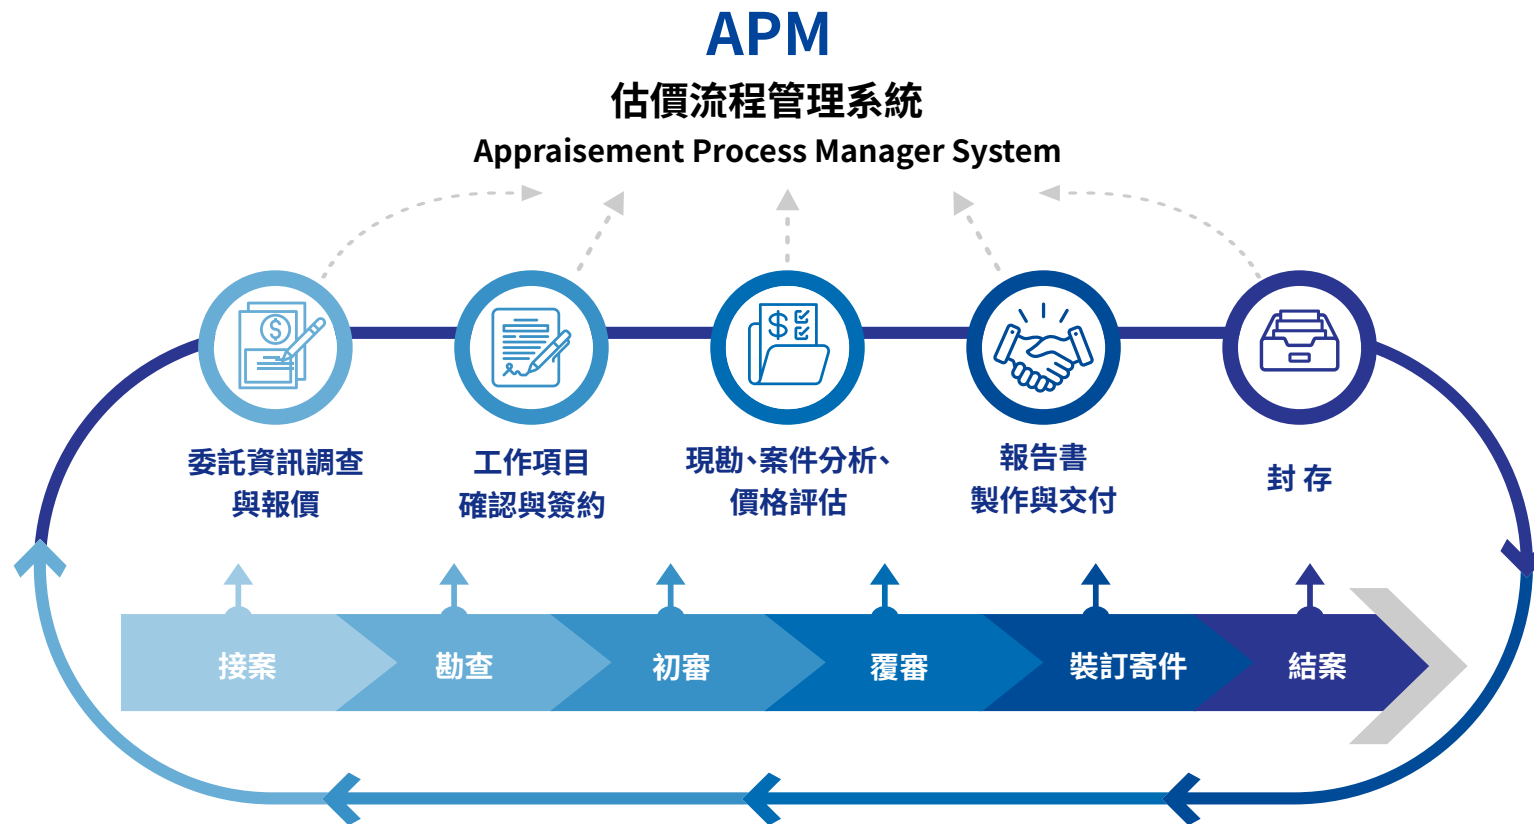 APM
估價流程管理系統
Appraisement Process Manager System
委託資訊調查
與報價
工作項目
確認與簽約
現勘、案件分析、
價格評估
報告書
製作與交付
封存
接案
勘查
初審
覆審
裝訂寄件
結案